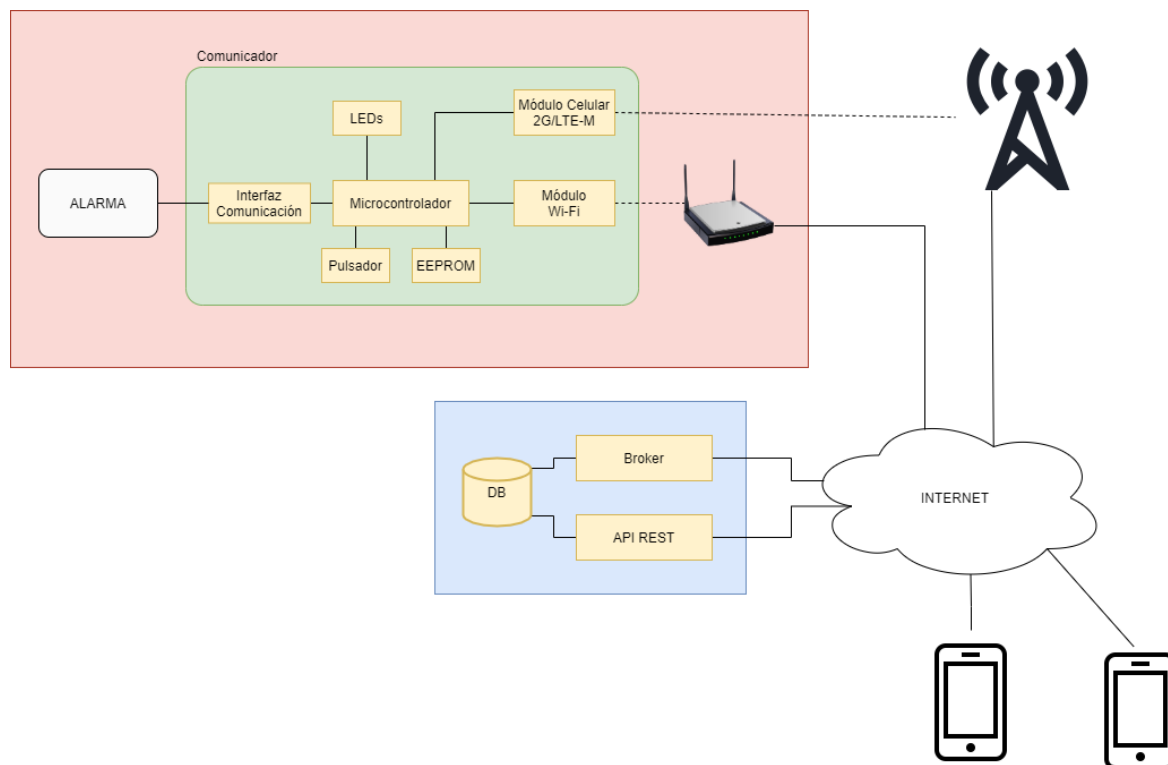 Comunicador
Módulo Celular
2G/LTE-M
LEDs
ALARMA
Interfaz
Comunicación
Microcontrolador
Módulo
Wi-Fi
Pulsador
EEPROM
Broker
DB
INTERNET
API REST